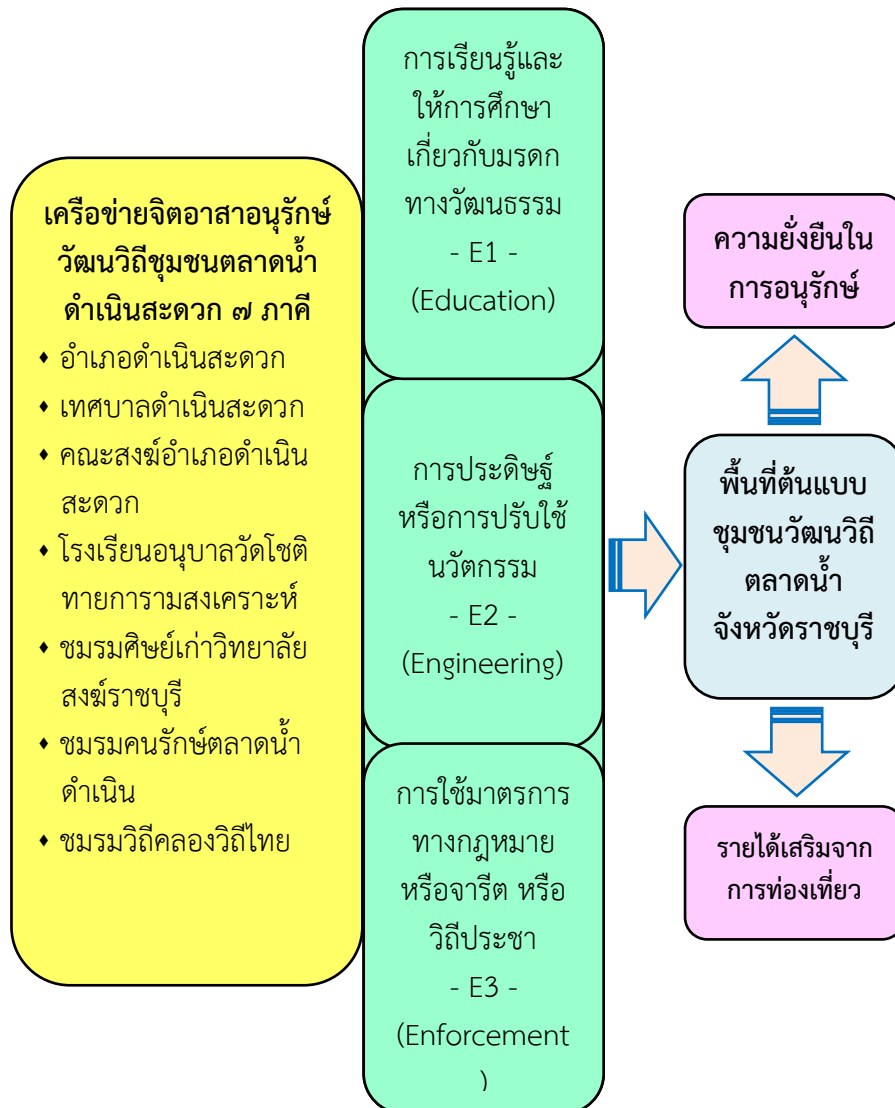 เครือข่ายจิตอาสาอนุรักษ์
วัฒนวิถีชุมชนตลาดน้ำ
ดำเนินสะดวก ๗ ภาคี
♦ อำเภอดำเนินสะดวก
♦ เทศบาลดำเนินสะดวก
♦ คณะสงฆ์อำเภอดำเนิน
สะดวก
♦ โรงเรียนอนุบาลวัดโชติ
ทายการามสงเคราะห์
♦ ชมรมศิษย์เก่าวิทยาลัย
สงฆ์ราชบุรี
♦ ชมรมคนรักษ์ตลาดน้ำ
ดำเนิน
♦ ชมรมวิถีคลองวิถีไทย
การเรียนรู้และ
ให้การศึกษา
เกี่ยวกับมรดก
ทางวัฒนธรรม
- E1 -
(Education)
การประดิษฐ์
หรือการปรับใช้
นวัตกรรม
- E2 -
(Engineering)
การใช้มาตรการ
ทางกฎหมาย
หรือจารีต หรือ
วิถีประชา
- E3 -
(Enforcement
)
ความยั่งยืนใน
การอนุรักษ์
พื้นที่ต้นแบบ
ชุมชนวัฒนวิถี
ตลาดน้ำ
จังหวัดราชบุรี
รายได้เสริมจาก
การท่องเที่ยว